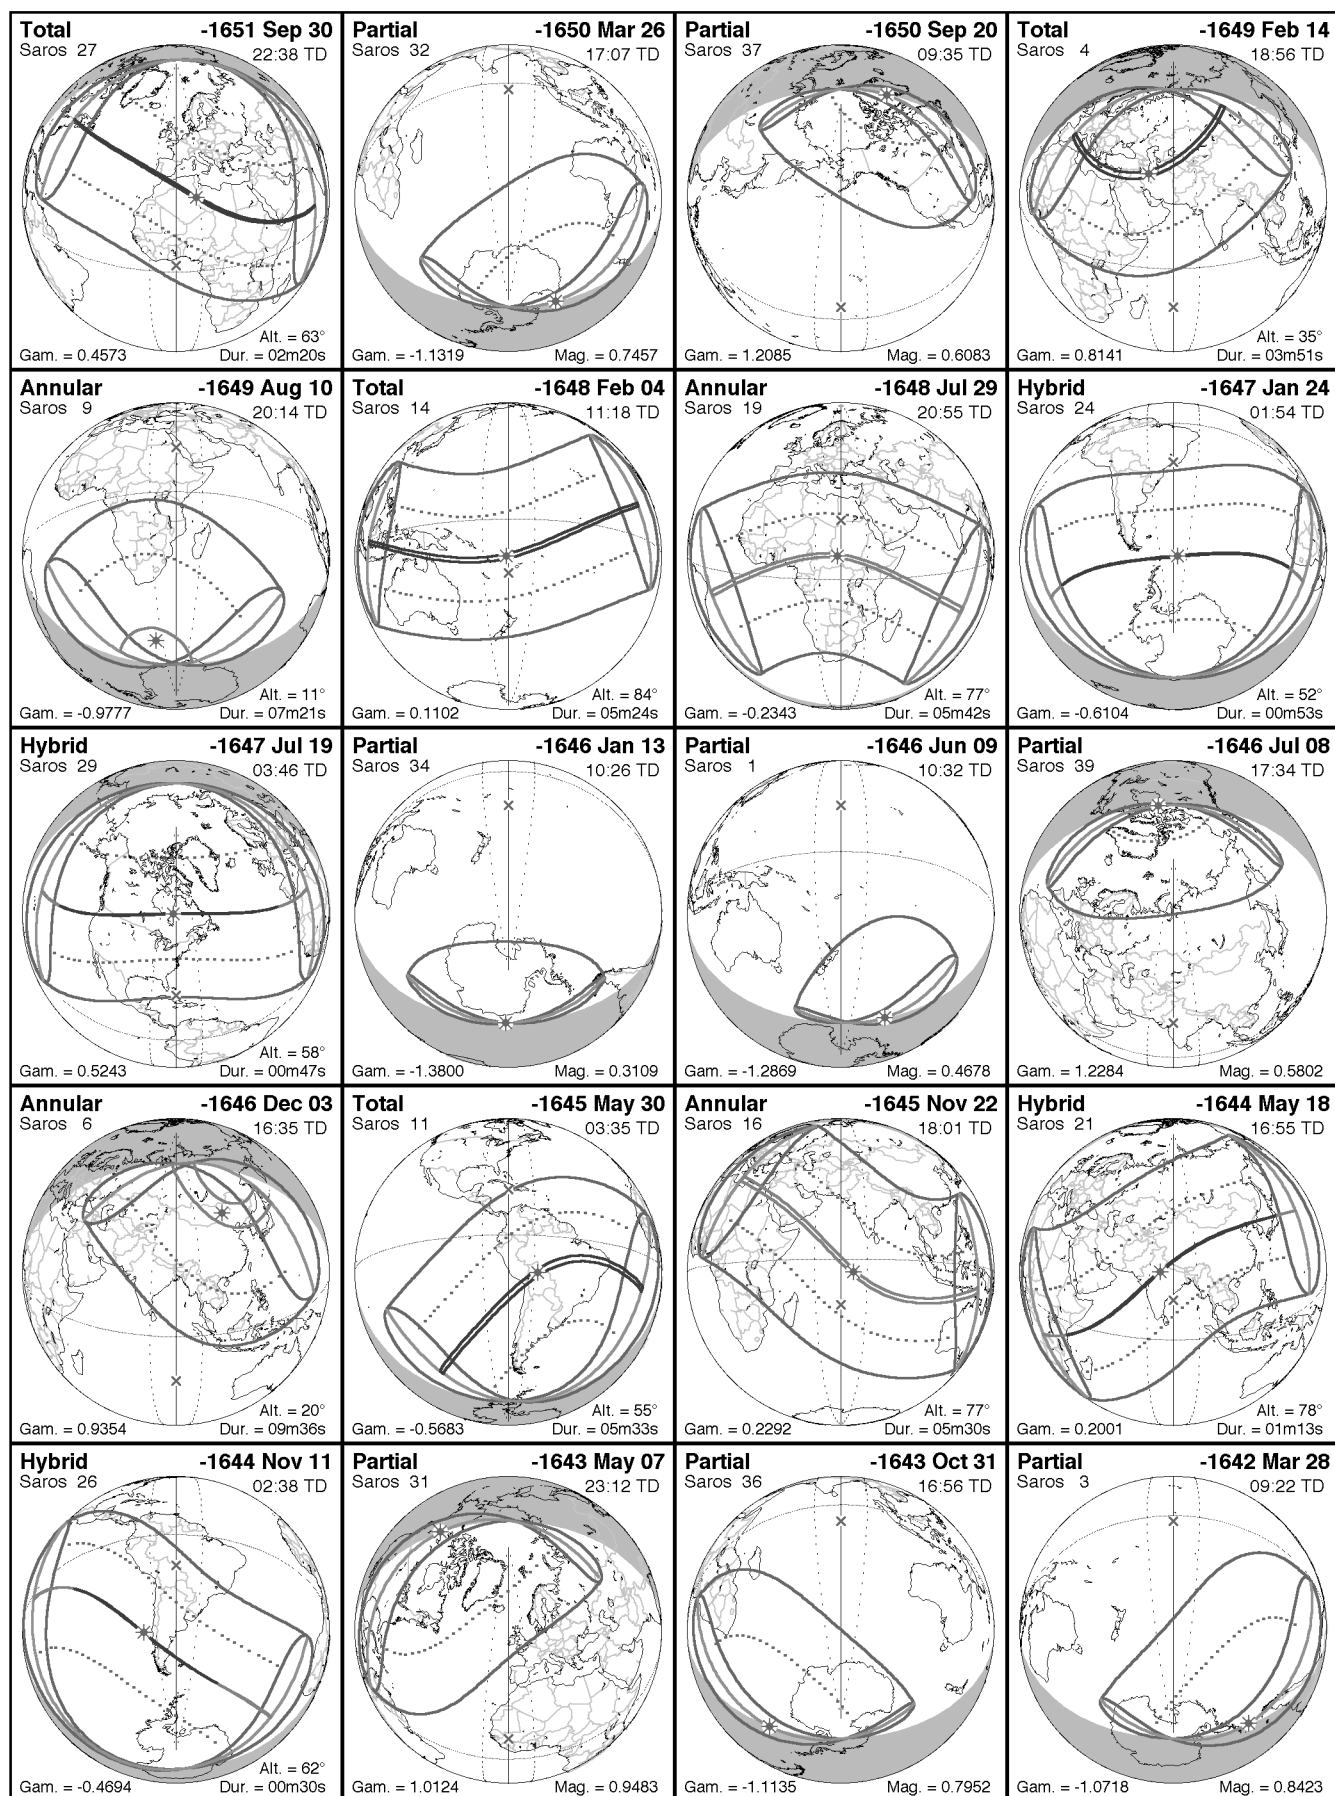 Total -1651 Sep 30
Saros 27 22:38 TD
Alt. = 63°
Gam. = 0.4573 Dur. = 02m20s
Partial -1650 Mar 26
Saros 32 17:07 TD
Gam. = -1.1319 Mag. = 0.7457
Partial -1650 Sep 20
Saros 37 09:35 TD
Gam. = 1.2085 Mag. = 0.6083
Total -1649 Feb 14
Saros 4 18:56 TD
Alt. = 35°
Gam. = 0.8141 Dur. = 03m51s
Annular -1649 Aug 10
Saros 9 20:14 TD
Alt. = 11°
Gam. = -0.9777 Dur. = 07m21s
Total -1648 Feb 04
Saros 14 11:18 TD
Alt. = 84°
Gam. = 0.1102 Dur. = 05m24s
Annular -1648 Jul 29
Saros 19 20:55 TD
Alt. = 77°
Gam. = -0.2343 Dur. = 05m42s
Hybrid -1647 Jan 24
Saros 24 01:54 TD
Alt. = 52°
Gam. = -0.6104 Dur. = 00m53s
Hybrid -1647 Jul 19
Saros 29 03:46 TD
Alt. = 58°
Gam. = 0.5243 Dur. = 00m47s
Partial -1646 Jan 13
Saros 34 10:26 TD
Gam. = -1.3800 Mag. = 0.3109
Partial -1646 Jun 09
Saros 1 10:32 TD
Gam. = -1.2869 Mag. = 0.4678
Partial -1646 Jul 08
Saros 39 17:34 TD
Gam. = 1.2284 Mag. = 0.5802
Annular -1646 Dec 03
Saros 6 16:35 TD
Alt. = 20°
Gam. = 0.9354 Dur. = 09m36s
Total -1645 May 30
Saros 11 03:35 TD
Alt. = 55°
Gam. = -0.5683 Dur. = 05m33s
Annular -1645 Nov 22
Saros 16 18:01 TD
Alt. = 77°
Gam. = 0.2292 Dur. = 05m30s
Hybrid -1644 May 18
Saros 21 16:55 TD
Alt. = 78°
Gam. = 0.2001 Dur. = 01m13s
Hybrid -1644 Nov 11
Saros 26 02:38 TD
Alt. = 62°
Gam. = -0.4694 Dur. = 00m30s
Partial -1643 May 07
Saros 31 23:12 TD
Gam. = 1.0124 Mag. = 0.9483
Partial -1643 Oct 31
Saros 36 16:56 TD
Gam. = -1.1135 Mag. = 0.7952
Partial -1642 Mar 28
Saros 3 09:22 TD
Gam. = -1.0718 Mag. = 0.8423